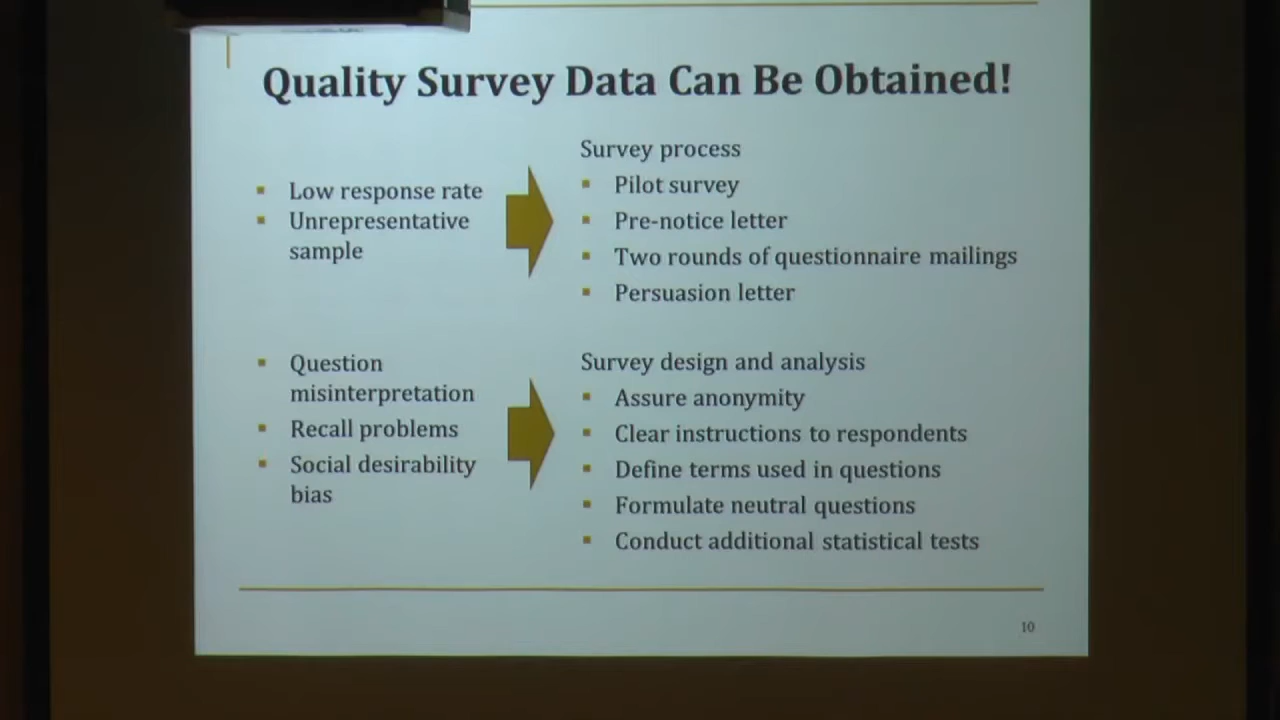 Quality Survey Data Can Be Obtained!
▪ Low response rate
▪ Unrepresentative
sample
Survey process
▪ Pilot survey
▪ Pre-notice letter
▪ Two rounds of questionnaire mailings
▪ Persuasion letter
▪ Question
misinterpretation
▪ Recall problems
▪ Social desirability
bias
Survey design and analysis
▪ Assure anonymity
▪ Clear instructions to respondents
▪ Define terms used in questions
▪ Formulate neutral questions
▪ Conduct additional statistical tests
10